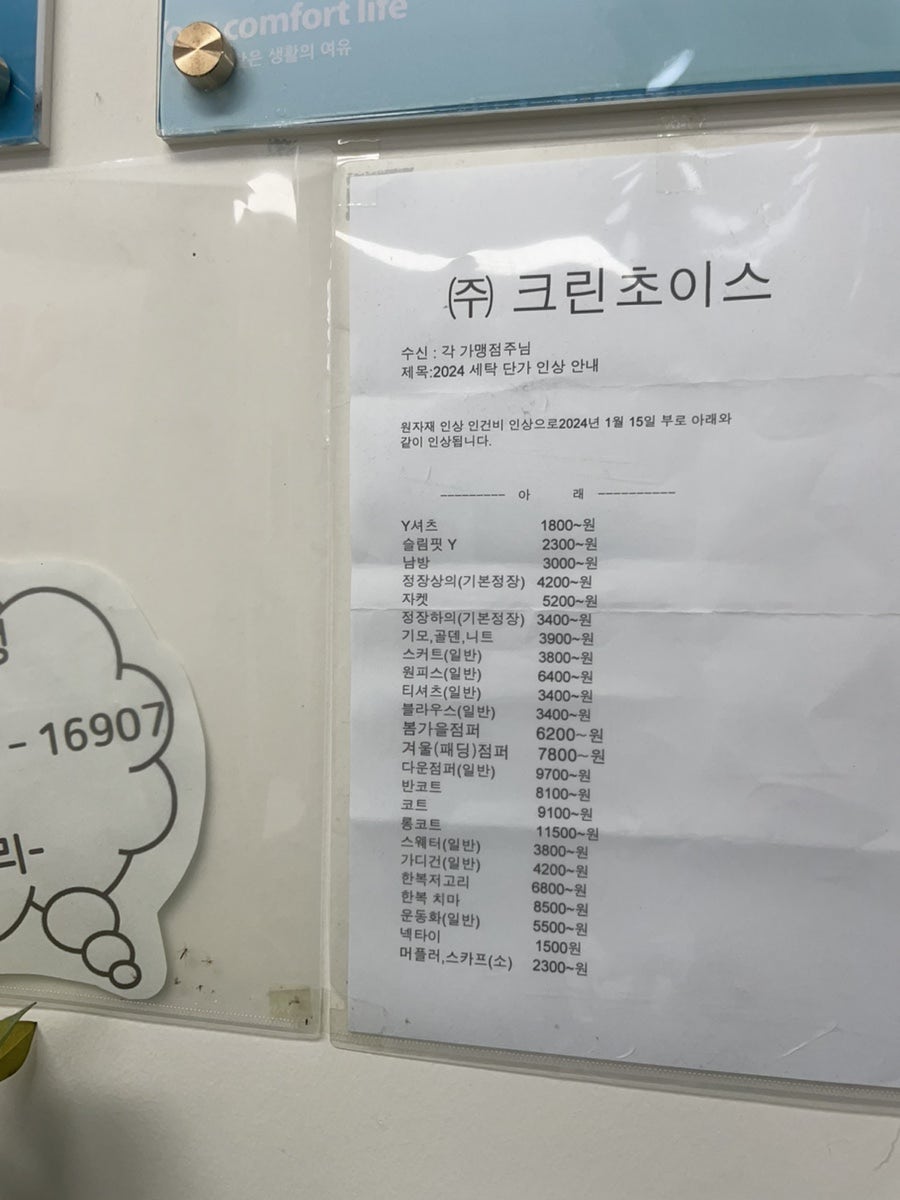 comfort life
은 생활의 여유
㈜ 크린초이스
수신 : 각 가맹점주님
제목:2024 세탁 단가 인상 안내
원자재 인상 인건비 인상으로2024년 1월 15일 부로 아래와
같이 인상됩니다.
--------- 아 래 ----------
Y셔츠 1800~원
슬림핏 Y 2300~원
남방 3000~원
정장상의(기본정장) 4200~원
자켓 5200~원
정장하의(기본정장) 3400~원
기모,골덴,니트 3900~원
스커트(일반) 3800~원
원피스(일반) 6400~원
티셔츠(일반) 3400~원
블라우스(일반) 3400~원
봄가을점퍼 6200~원
겨울(패딩)점퍼 7800~원
다운점퍼(일반) 9700~원
반코트 8100~원
코트 9100~원
롱코트 11500~원
스웨터(일반) 3800~원
가디건(일반) 4200~원
한복저고리 6800~원
한복 치마 8500~원
운동화(일반) 5500~원
넥타이 1500원
머플러,스카프(소) 2300~원
- 16907
리-